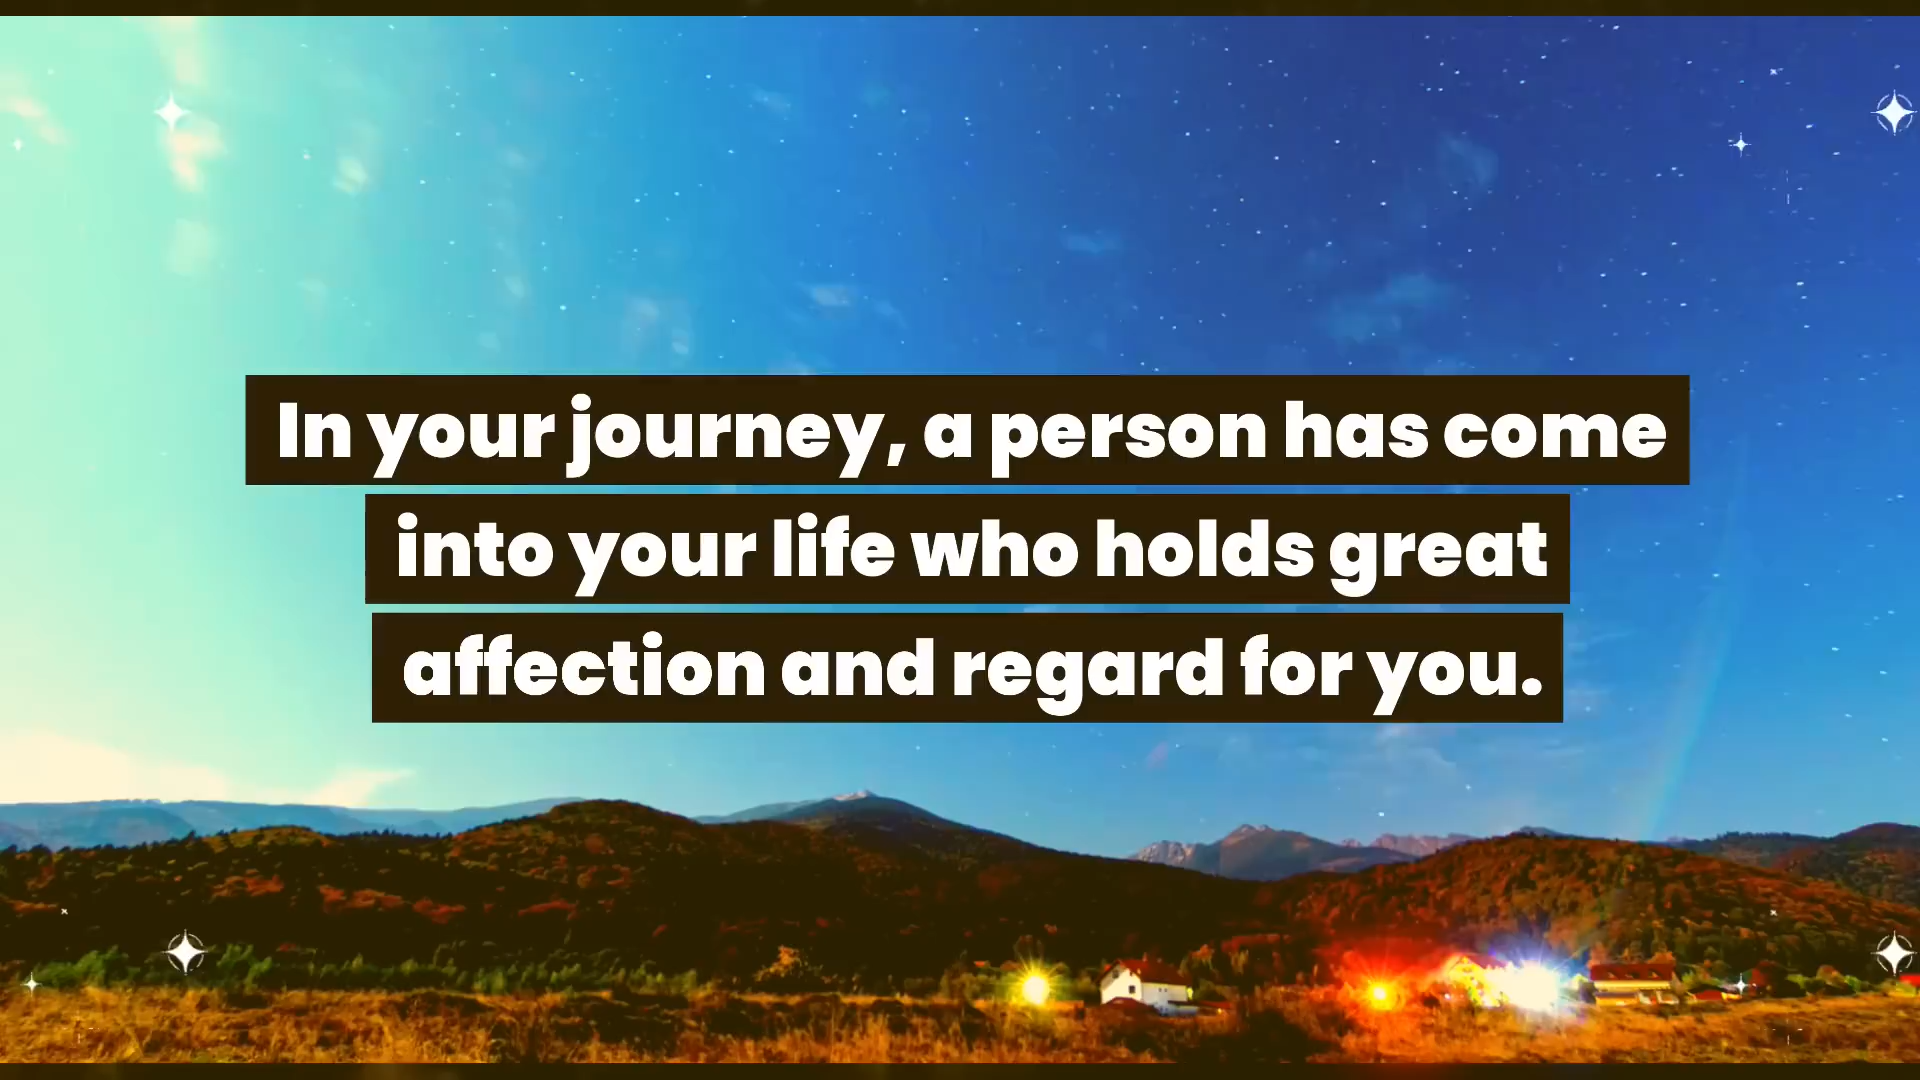 In your journey, a person has come
into your life who holds great
affection and regard for you.